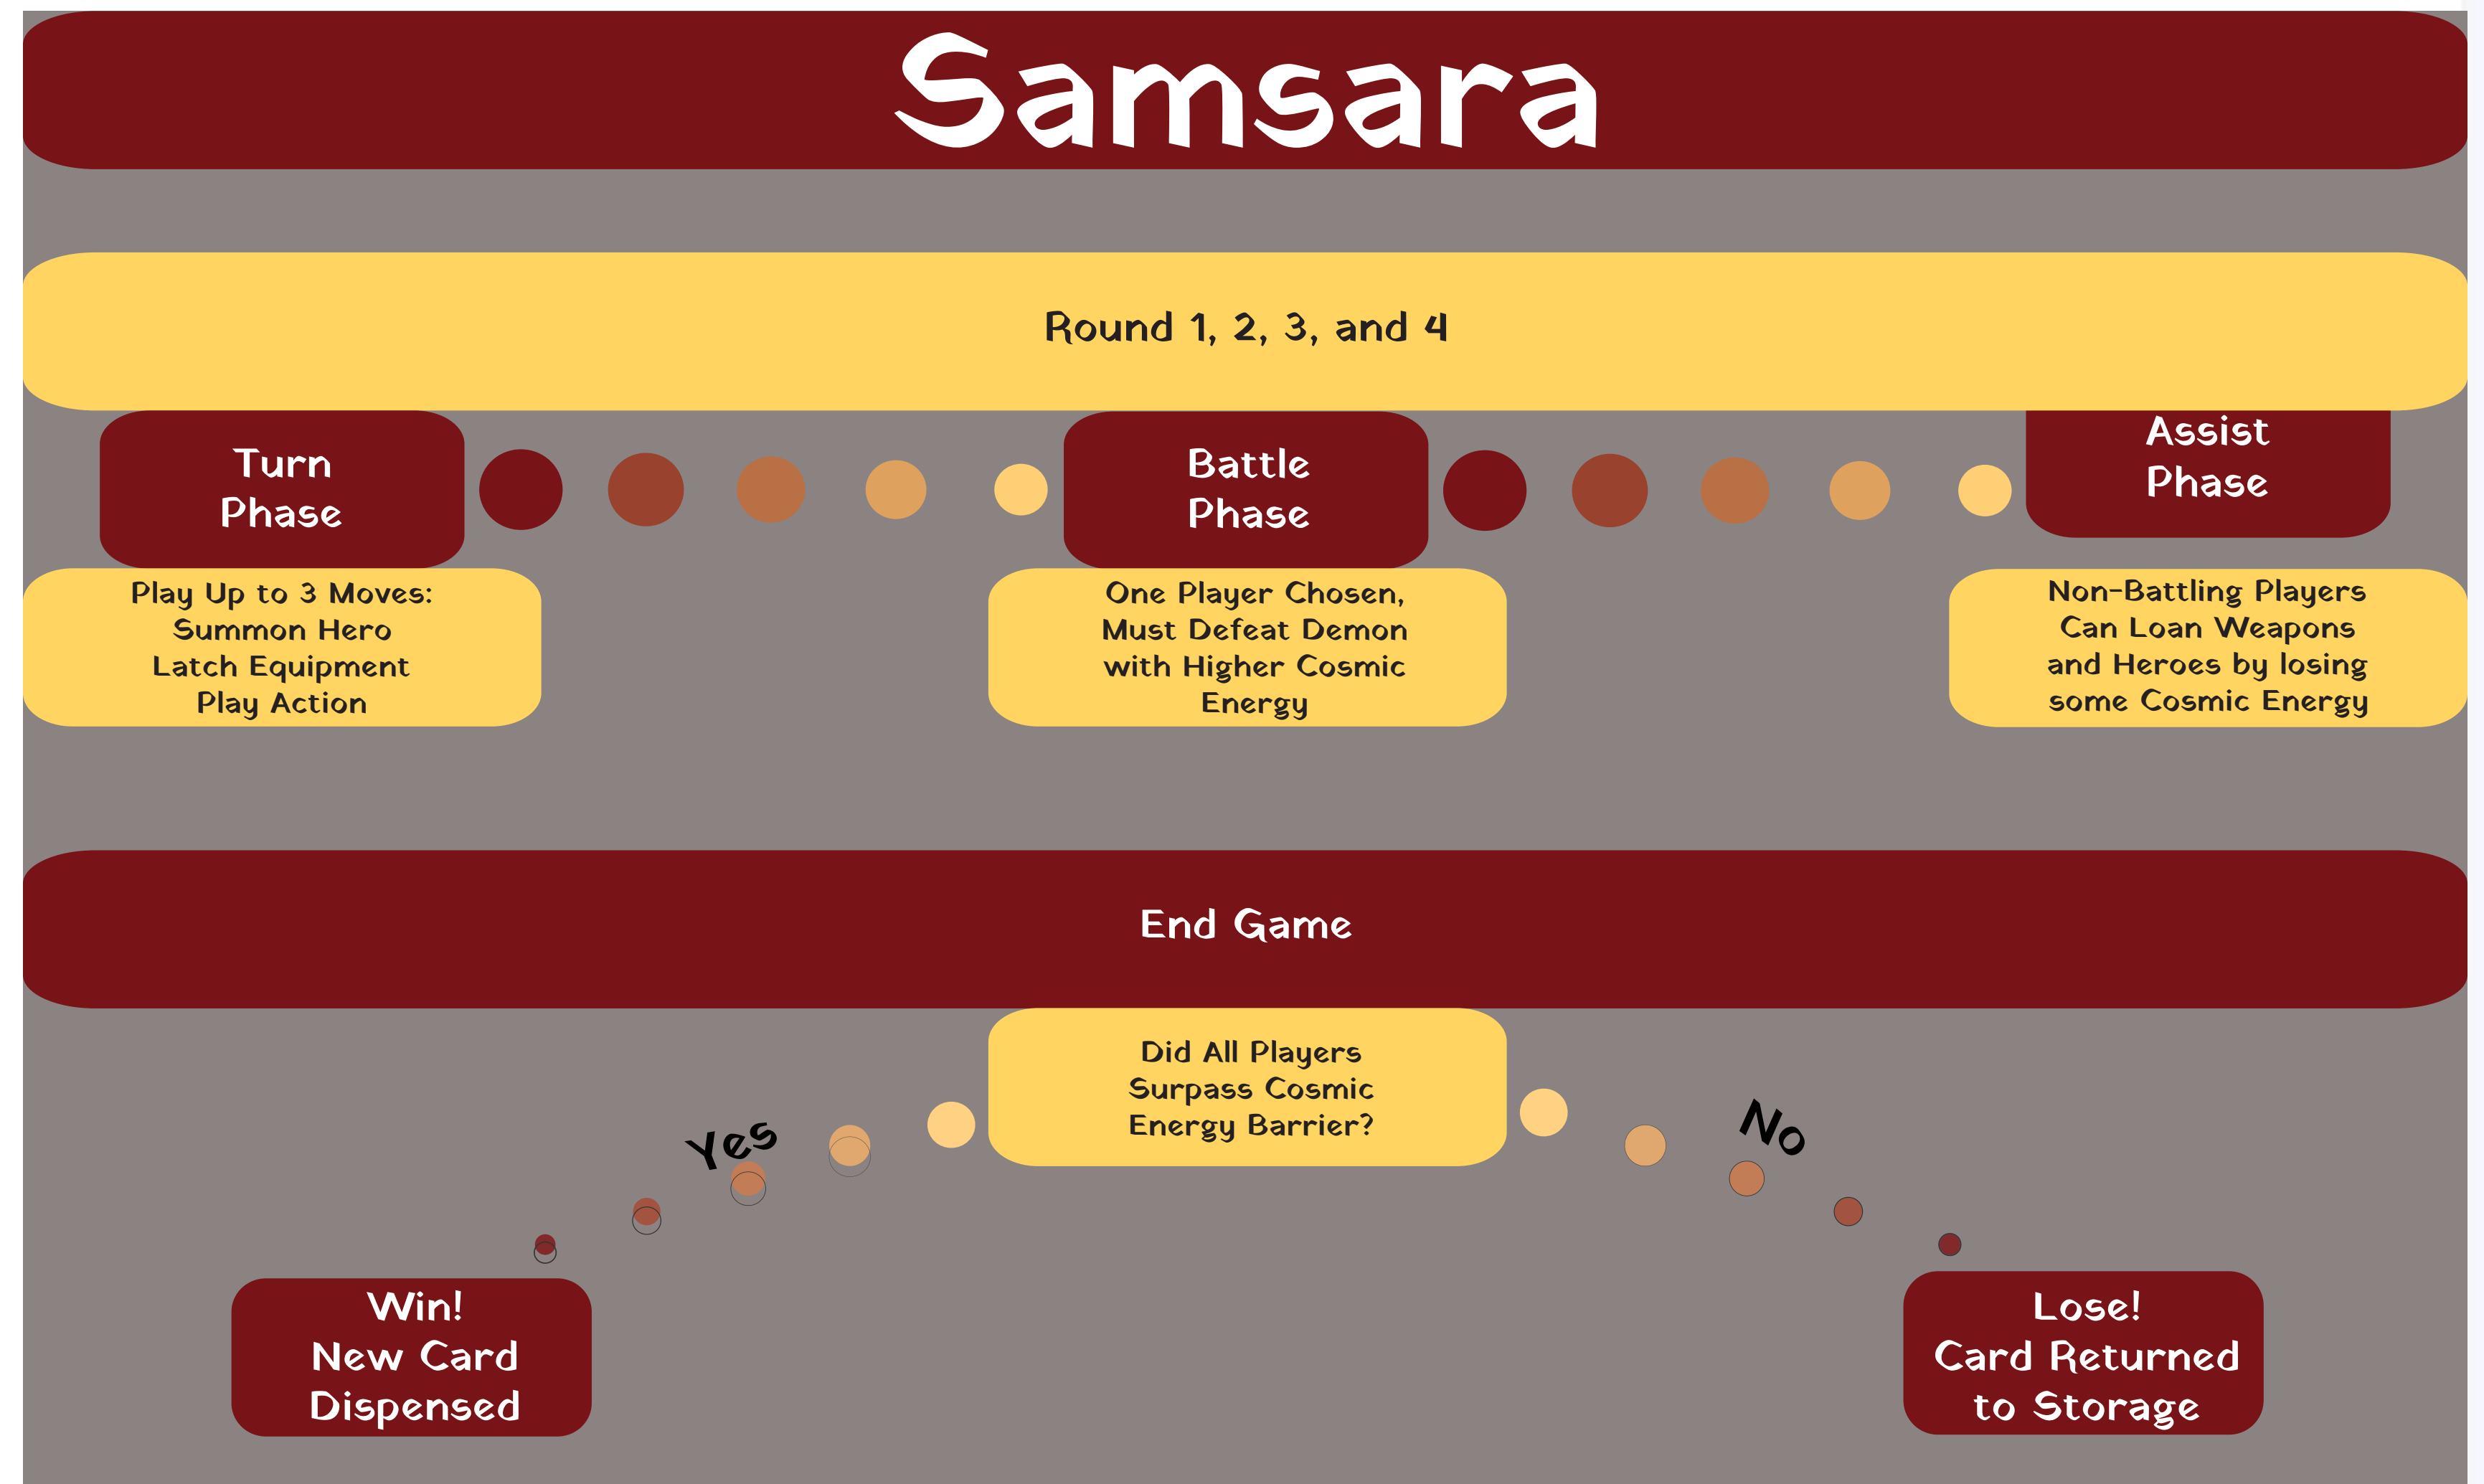 Samsara
Round 1, 2, 3, and 4
Turn
Phase
Battle
Phase
Assist
Phase
Play Up to 3 Moves:
Summon Hero
Latch Equipment
Play Action
One Player Chosen,
Must Defeat Demon
with Higher Cosmic
Energy
Non-Battling Players
Can Loan Weapons
and Heroes by losing
some Cosmic Energy
End Game
Did All Players
Surpass Cosmic
Energy Barrier?
Yes
No
Win!
New Card
Dispensed
Lose!
Card Returned
to Storage